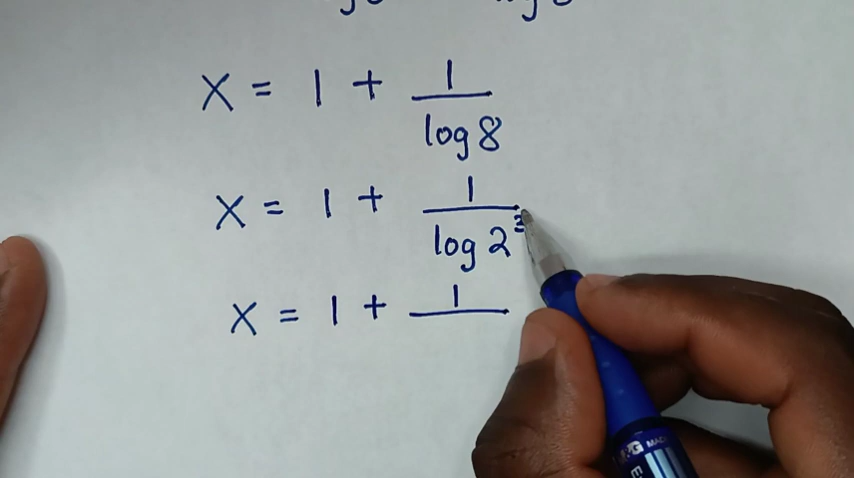 x = 1 + 1/log 8
x = 1 + 1/log 2³
x = 1 + 1/